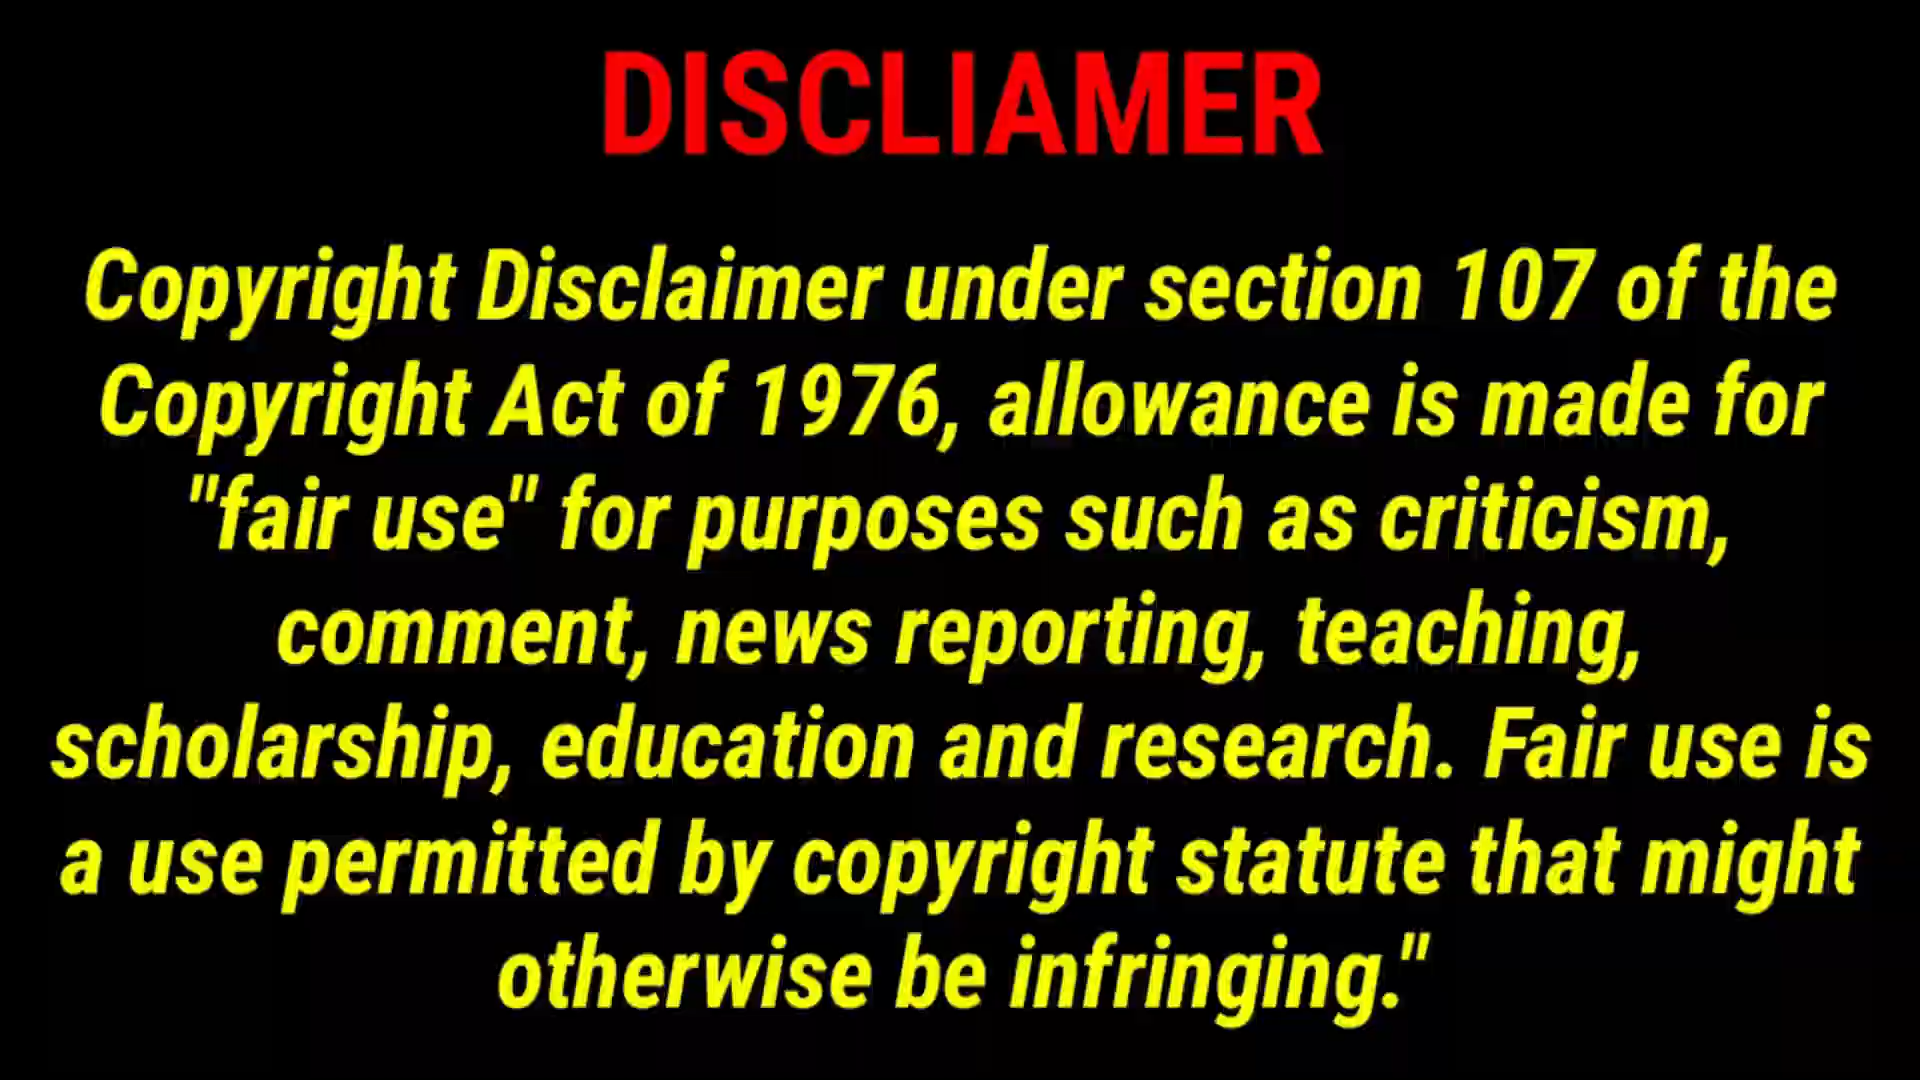 DISCLIAMER
Copyright Disclaimer under section 107 of the
Copyright Act of 1976, allowance is made for
"fair use" for purposes such as criticism,
comment, news reporting, teaching,
scholarship, education and research. Fair use is
a use permitted by copyright statute that might
otherwise be infringing."